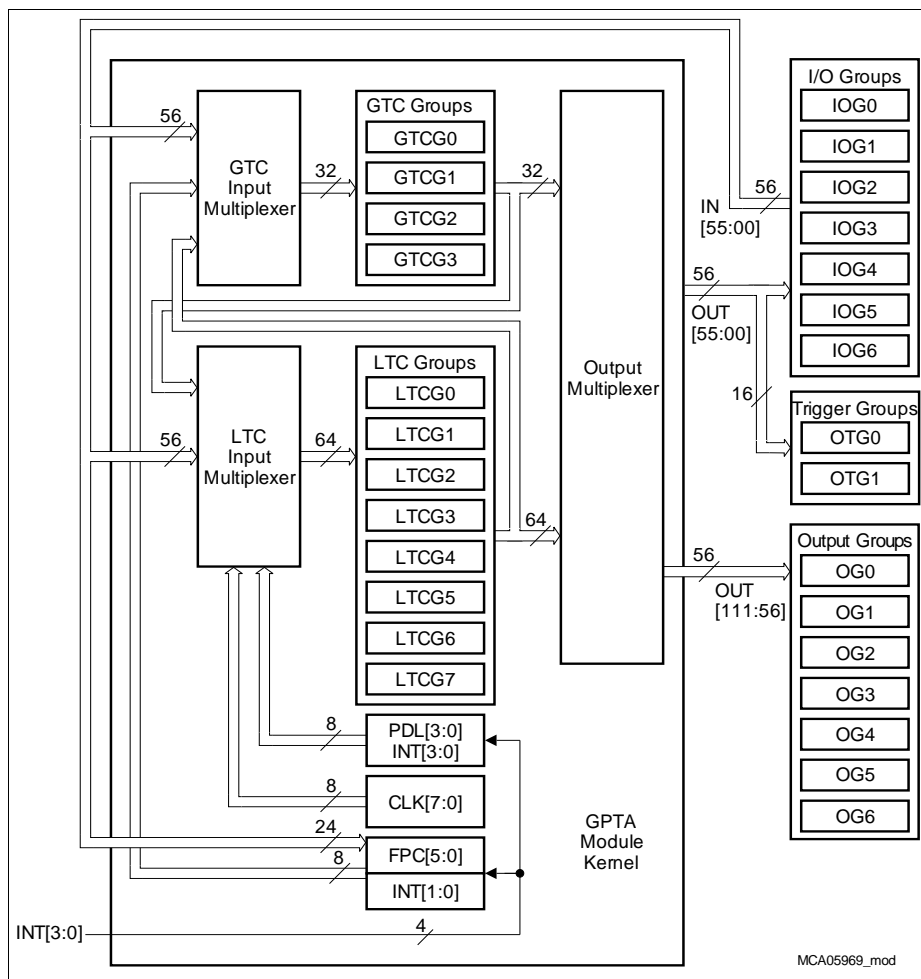 I/O Groups
IOG0
IOG1
IOG2
IOG3
IOG4
IOG5
IOG6
56
IN
[55:00]
56
GTC
Input
Multiplexer
32
GTC Groups
GTCG0
GTCG1
GTCG2
GTCG3
32
56
OUT
[55:00]
16
Trigger Groups
OTG0
OTG1
56
LTC
Input
Multiplexer
64
LTC Groups
LTCG0
LTCG1
LTCG2
LTCG3
LTCG4
LTCG5
LTCG6
LTCG7
64
Output
Multiplexer
56
OUT
[111:56]
Output Groups
OG0
OG1
OG2
OG3
OG4
OG5
OG6
8
PDL[3:0]
INT[3:0]
8
CLK[7:0]
24
FPC[5:0]
8
INT[1:0]
GPTA
Module
Kernel
INT[3:0]
4
MCA05969_mod